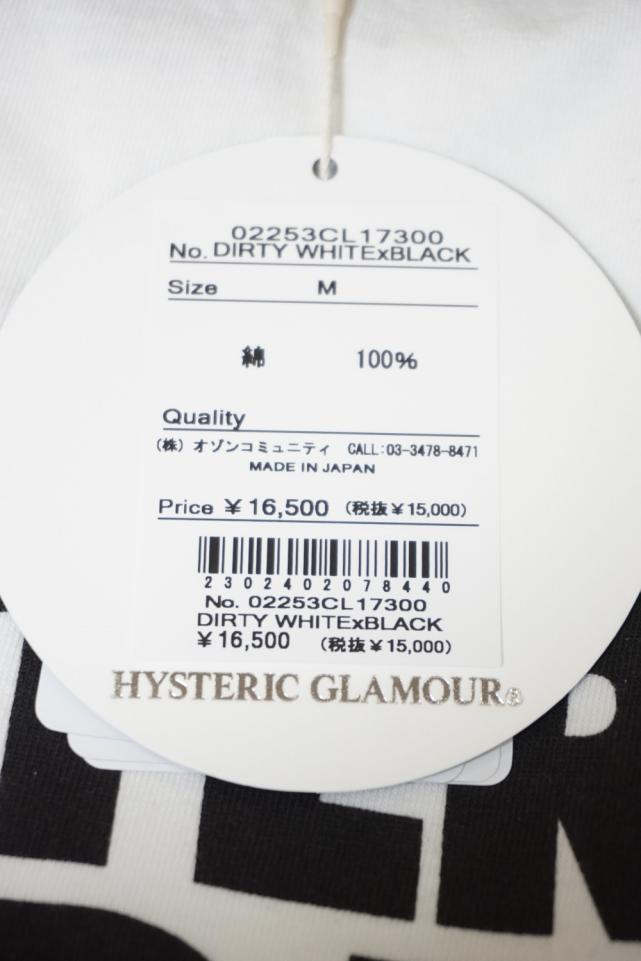 02253CL17300
No. DIRTY WHITExBLACK
Size M
綿 100%
Quality
(株) オゾンコミュニティ CALL:03-3478-8471
MADE IN JAPAN
Price ¥16,500 (税抜¥15,000)
2302402078440
No. 02253CL17300
DIRTY WHITExBLACK
¥16,500 (税抜¥15,000)
HYSTERIC GLAMOUR®